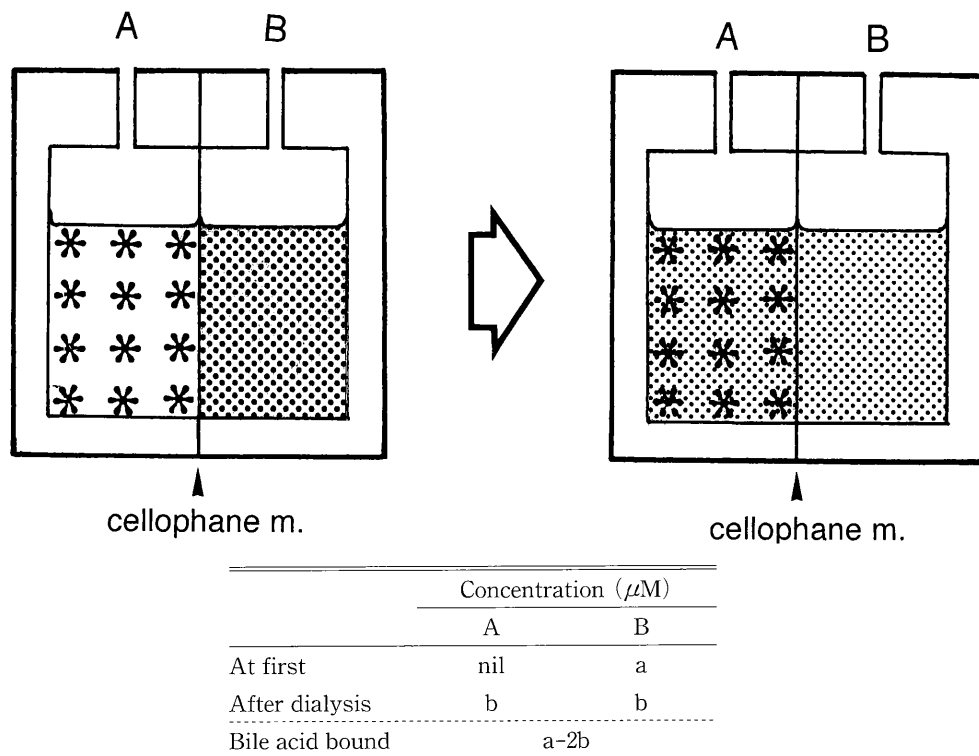 A B
A B
cellophane m.
cellophane m.
Concentration (μM)
A B
At first nil a
After dialysis b b
Bile acid bound a-2b